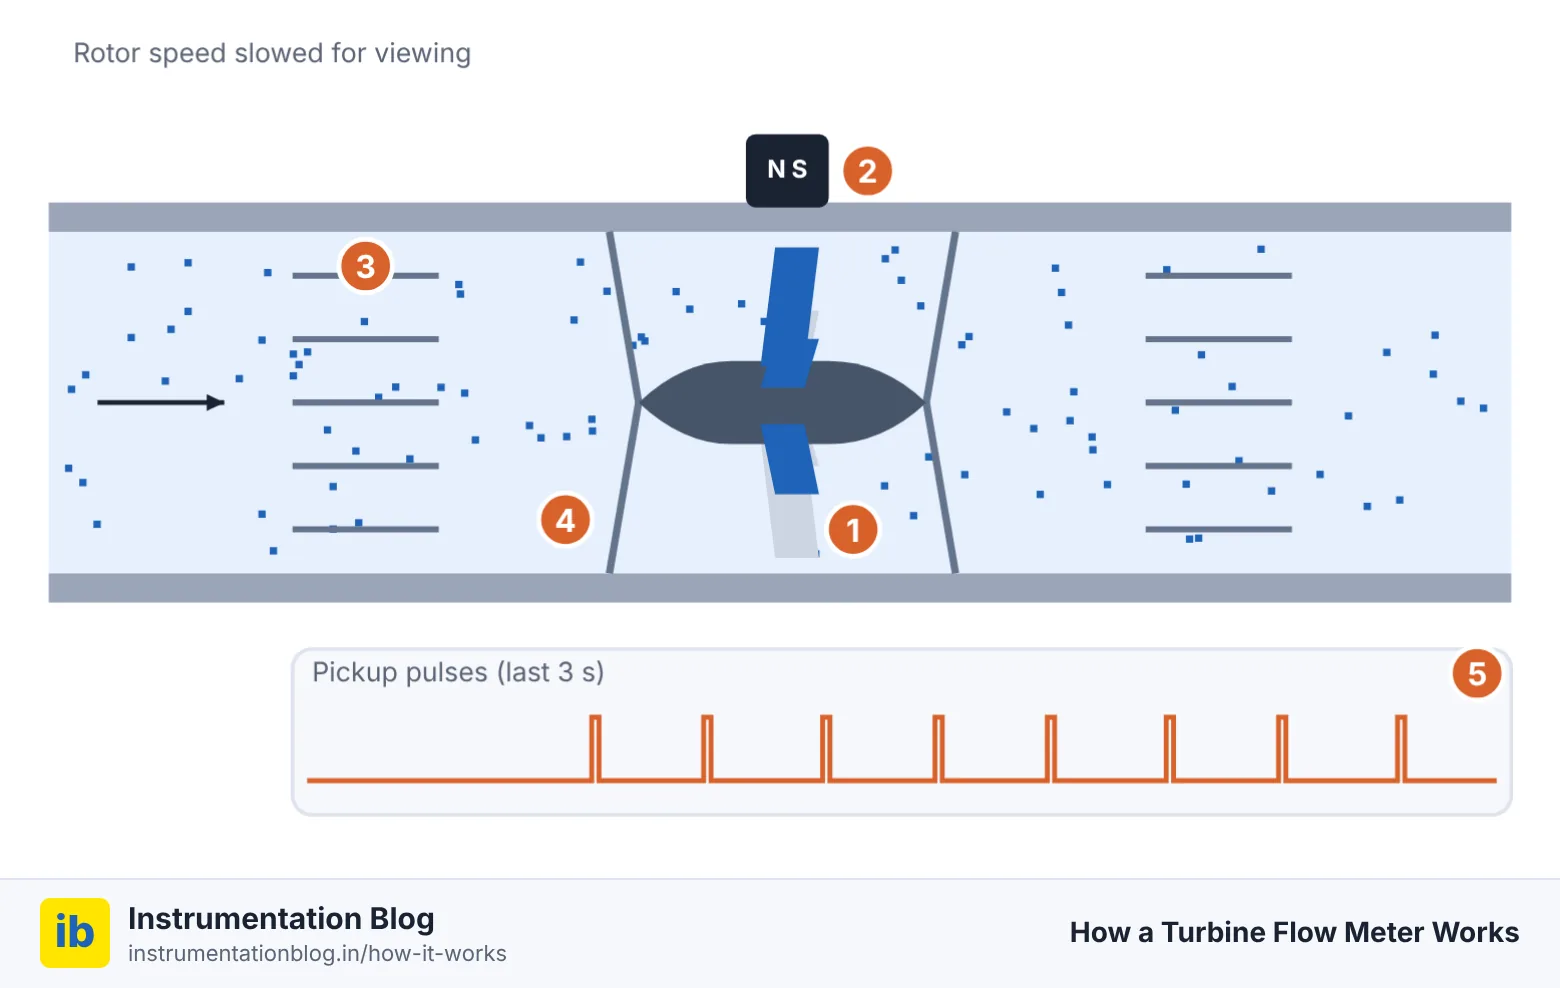 Rotor speed slowed for viewing
N S
2
3
4
1
Pickup pulses (last 3 s)
5
ib
Instrumentation Blog
instrumentationblog.in/how-it-works
How a Turbine Flow Meter Works